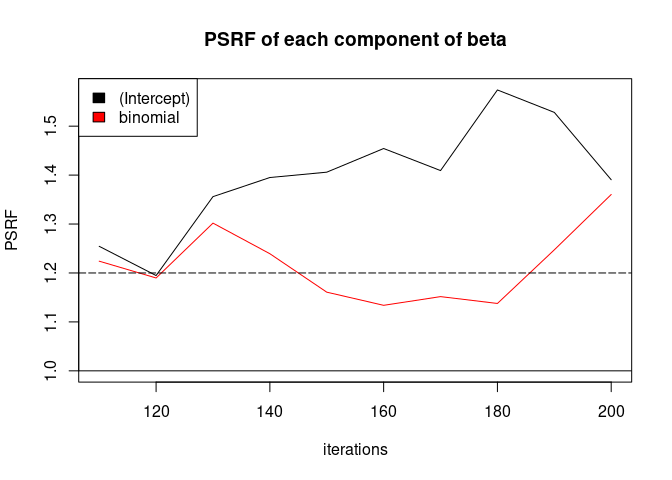 PSRF of each component of beta
(Intercept)
binomial
PSRF
1.5
1.4
1.3
1.2
1.1
1.0
120 140 160 180 200
iterations